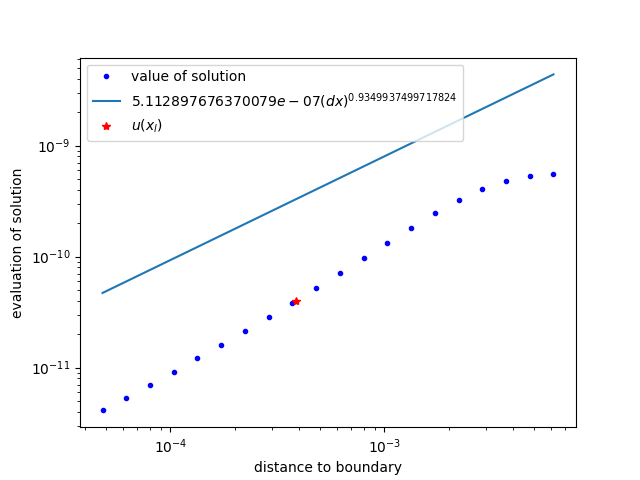 value of solution
5.112897676370079e − 07(dx)^0.9349937499717824
u(x_l)
10^−9
10^−10
10^−11
evaluation of solution
10^−4
10^−3
distance to boundary